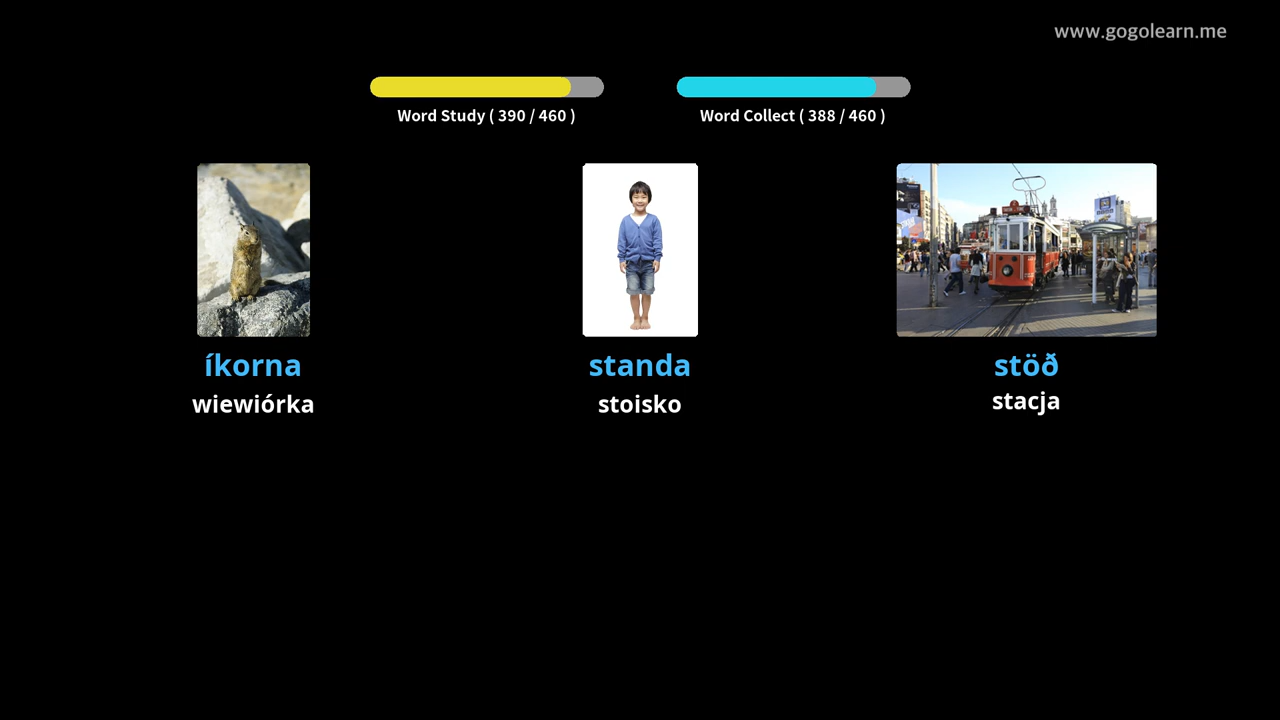 www.gogolearn.me
Word Study ( 390 / 460 )
Word Collect ( 388 / 460 )
íkorna
standa
stöð
wiewiórka
stoisko
stacja